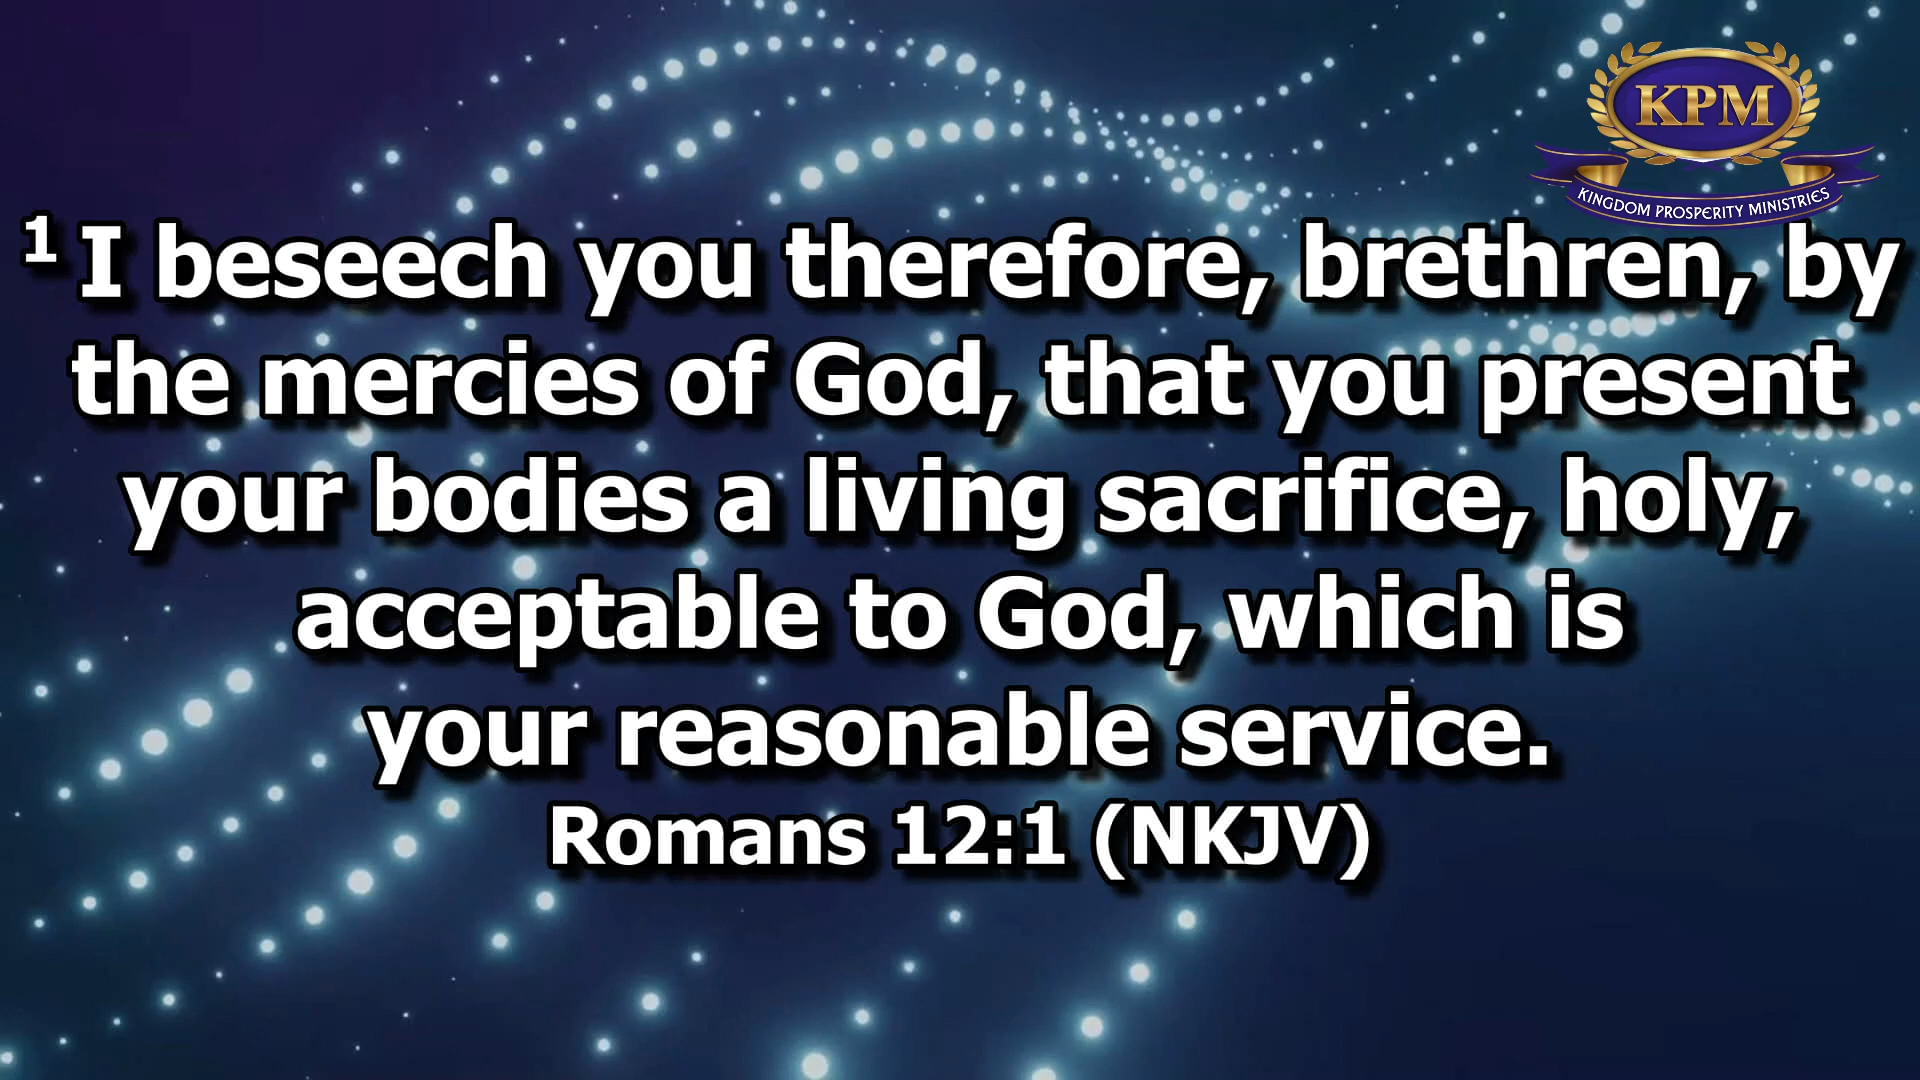 KPM
KINGDOM PROSPERITY MINISTRIES
1 I beseech you therefore, brethren, by
the mercies of God, that you present
your bodies a living sacrifice, holy,
acceptable to God, which is
your reasonable service.
Romans 12:1 (NKJV)